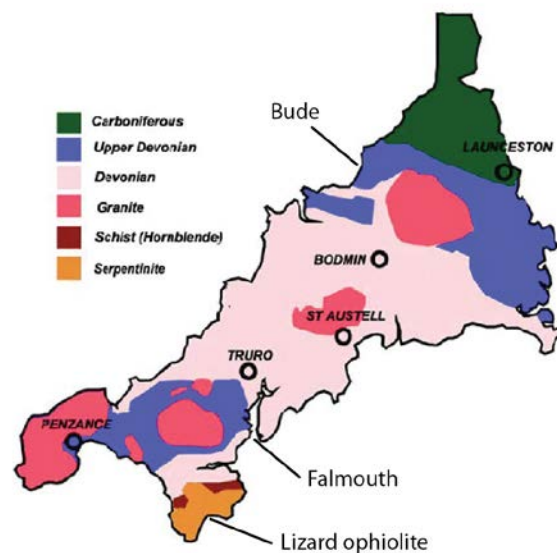 Bude
Carboniferous
Upper Devonian
Devonian
Granite
Schist (Hornblende)
Serpentinite
LAUNCESTON
BODMIN
ST AUSTELL
TRURO
PENZANCE
Falmouth
Lizard ophiolite